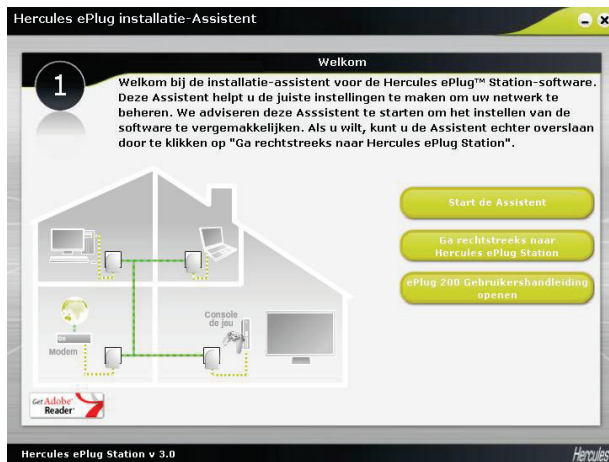 Hercules ePlug installatie-Assistent
Welkom
1
Welkom bij de installatie-assistent voor de Hercules ePlug™ Station-software.
Deze Assistent helpt u de juiste instellingen te maken om uw netwerk te
beheren. We adviseren deze Asssistent te starten om het instellen van de
software te vergemakkelijken. Als u wilt, kunt u de Assistent echter overslaan
door te klikken op "Ga rechtstreeks naar Hercules ePlug Station".
Start de Assistent
Ga rechtstreeks naar
Hercules ePlug Station
ePlug 200 Gebruikershandleiding
openen
Console
de jeu
Modem
Get Adobe
Reader
Hercules ePlug Station v 3.0
Hercules